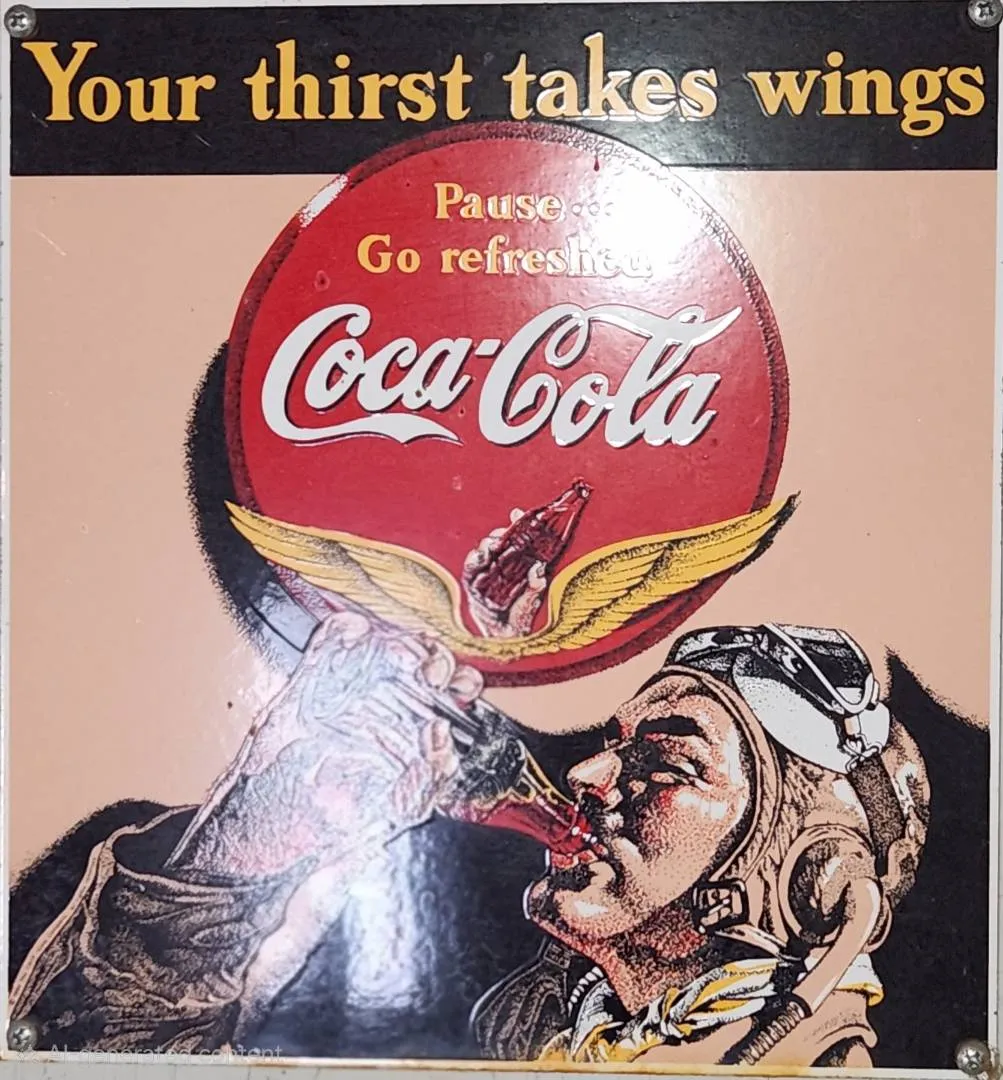 Your thirst takes wings
Pause...
Go refreshed
Coca-Cola
AI-generated content